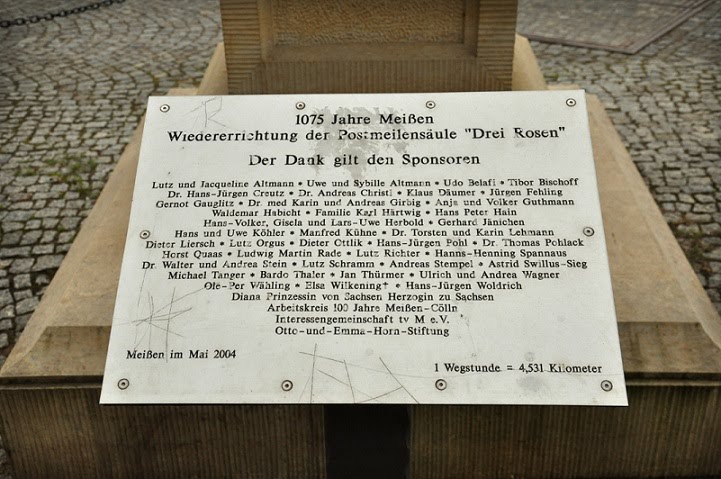 1075 Jahre Meißen
Wiedererrichtung der Postmeilensäule "Drei Rosen"
Der Dank gilt den Sponsoren
Lutz und Jacqueline Altmann • Uwe und Sybille Altmann • Udo Belafi • Tibor Bischoff
Dr. Hans-Jürgen Creutz • Dr. Andreas Christl • Klaus Däumer • Jürgen Fehling
Gernot Gauglitz • Dr. med Karin und Andreas Girbig • Anja und Volker Guthmann
Waldemar Habicht • Familie Karl Härtwig • Hans Peter Hain
Hans-Volker, Gisela und Lars-Uwe Herbold • Gerhard Jänichen
Hans und Uwe Köhler • Manfred Kühne • Dr. Torsten und Karin Lehmann
Dieter Liersch • Lutz Orgus • Dieter Ottlik • Hans-Jürgen Pohl • Dr. Thomas Pohlack
Horst Quaas • Ludwig Martin Rade • Lutz Richter • Hanns-Henning Spannaus
Dr. Walter und Andrea Stein • Lutz Schramm • Andreas Stempel • Astrid Swillus-Sieg
Michael Tanger • Bardo Thaler • Jan Thürmer • Ulrich und Andrea Wagner
Ole-Per Wähling • Elsa Wilkening† • Hans-Jürgen Woldrich
Diana Prinzessin von Sachsen Herzogin zu Sachsen
Arbeitskreis 1000 Jahre Meißen-Cölln
Interessengemeinschaft tv M e.V.
Otto-und-Emma-Horn-Stiftung
Meißen im Mai 2004
1 Wegstunde = 4,531 Kilometer